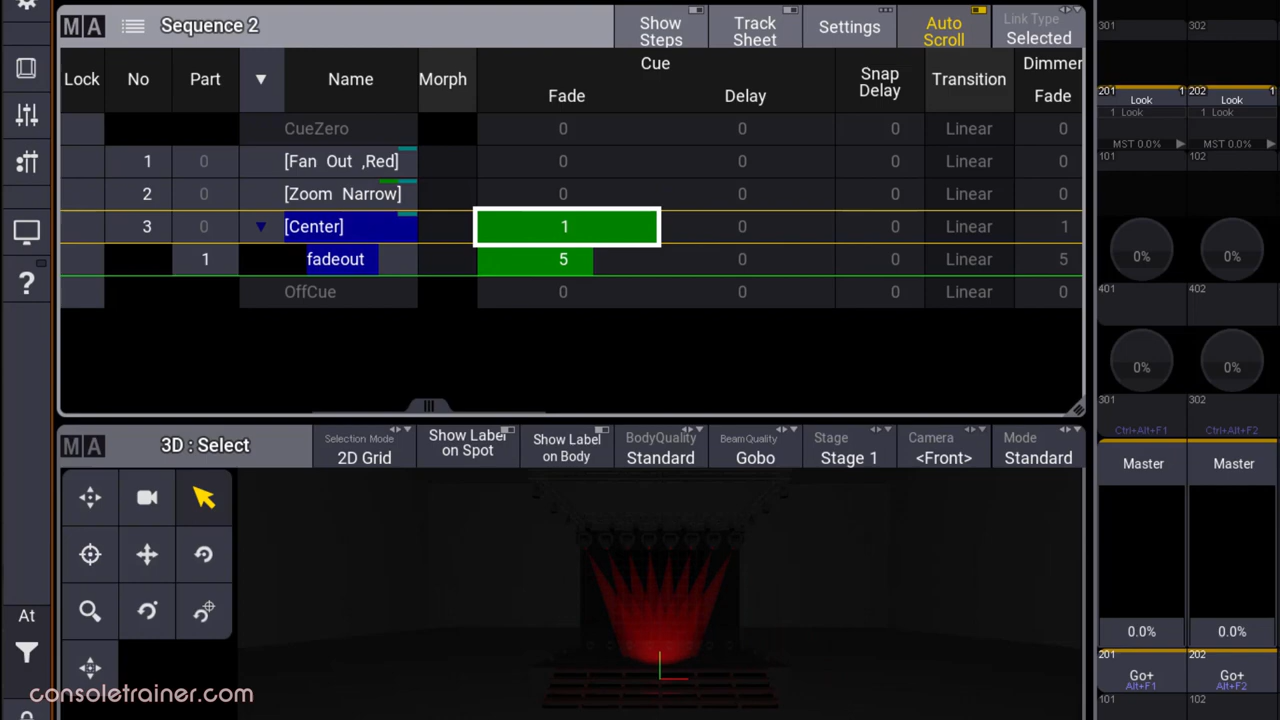 MA Sequence 2 Show Steps Track Sheet Settings Auto Scroll Link Type Selected
Lock No Part Name Morph Cue Fade Delay Snap Delay Transition Dimmer Fade
CueZero 0 0 0 Linear 0
1 0 [Fan Out ,Red] 0 0 0 Linear 0
2 0 [Zoom Narrow] 0 0 0 Linear 0
3 0 [Center] 1 0 0 Linear 1
1 fadeout 5 0 0 Linear 5
OffCue 0 0 0 Linear 0
MA 3D : Select Selection Mode 2D Grid Show Label on Spot Show Label on Body BodyQuality Standard BeamQuality Gobo Stage Stage 1 Camera <Front> Mode Standard
?
At
301 302
201 Look 1 202 Look 1
1 Look 1 Look
MST 0.0% MST 0.0%
101 102
0% 0%
401 402
0% 0%
301 302
Ctrl+Alt+F1 Ctrl+Alt+F2
Master Master
0.0% 0.0%
201 202
Go+ Go+
Alt+F1 Alt+F2
101 102
consoletrainer.com